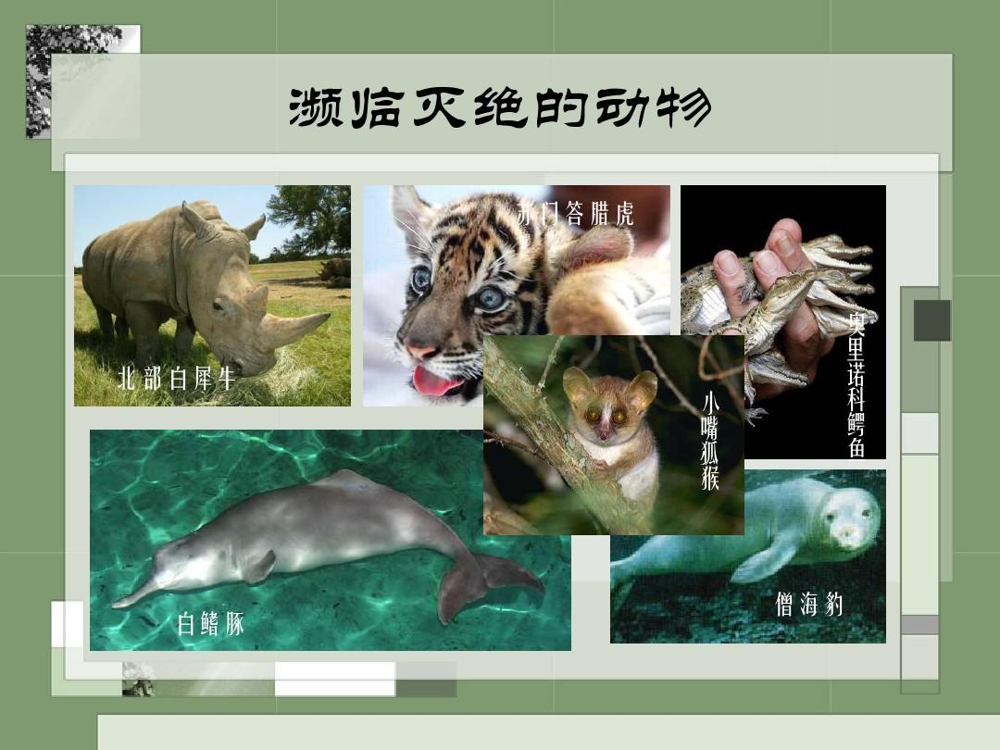 濒临灭绝的动物
苏门答腊虎
北部白犀牛
奥里诺科鳄鱼
小嘴狐猴
白鳍豚
僧海豹